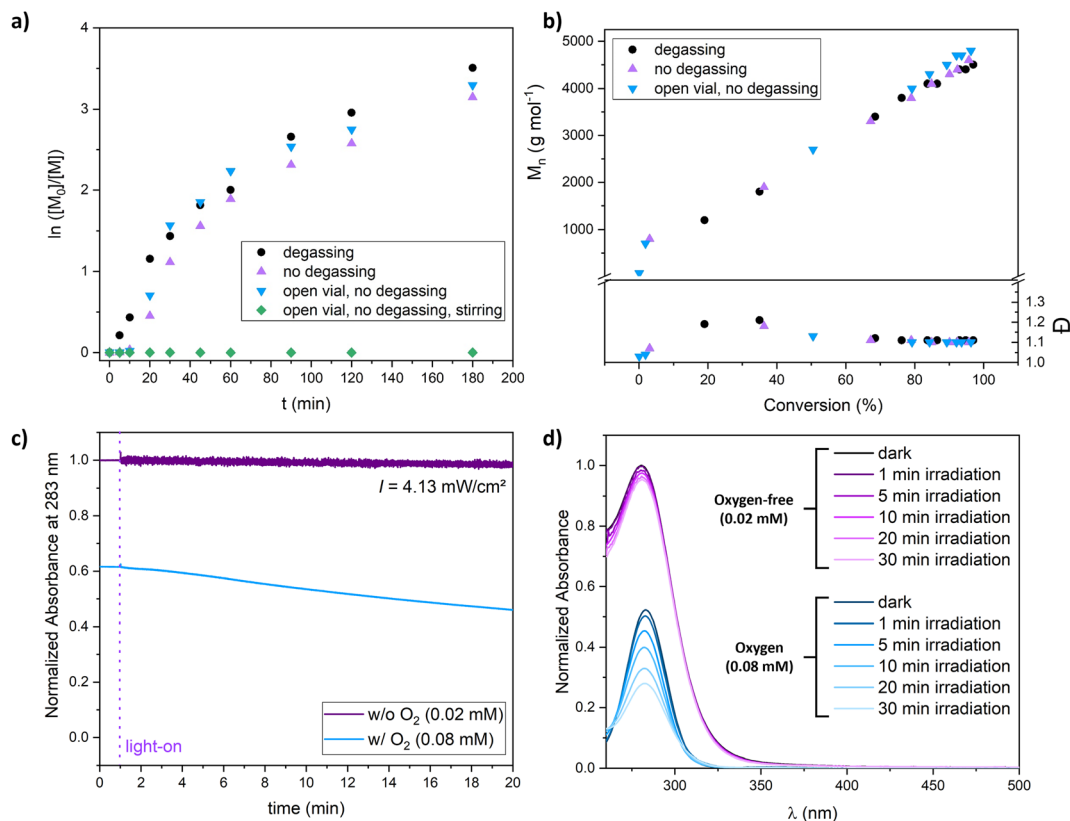 a)
ln ([M₀]/[M])
4
3
2
1
0
degassing
no degassing
open vial, no degassing
open vial, no degassing, stirring
0 20 40 60 80 100 120 140 160 180 200
t (min)
b)
Mₙ (g mol⁻¹)
5000
4000
3000
2000
1000
degassing
no degassing
open vial, no degassing
1.3
1.2
1.1
1.0
Đ
0 20 40 60 80 100
Conversion (%)
c)
Normalized Absorbance at 283 nm
1.0
0.8
0.6
0.4
0.2
0.0
I = 4.13 mW/cm²
light-on
w/o O₂ (0.02 mM)
w/ O₂ (0.08 mM)
0 2 4 6 8 10 12 14 16 18 20
time (min)
d)
Normalized Absorbance
1.0
0.8
0.6
0.4
0.2
0.0
Oxygen-free
(0.02 mM)
dark
1 min irradiation
5 min irradiation
10 min irradiation
20 min irradiation
30 min irradiation
Oxygen
(0.08 mM)
dark
1 min irradiation
5 min irradiation
10 min irradiation
20 min irradiation
30 min irradiation
300 350 400 450 500
λ (nm)